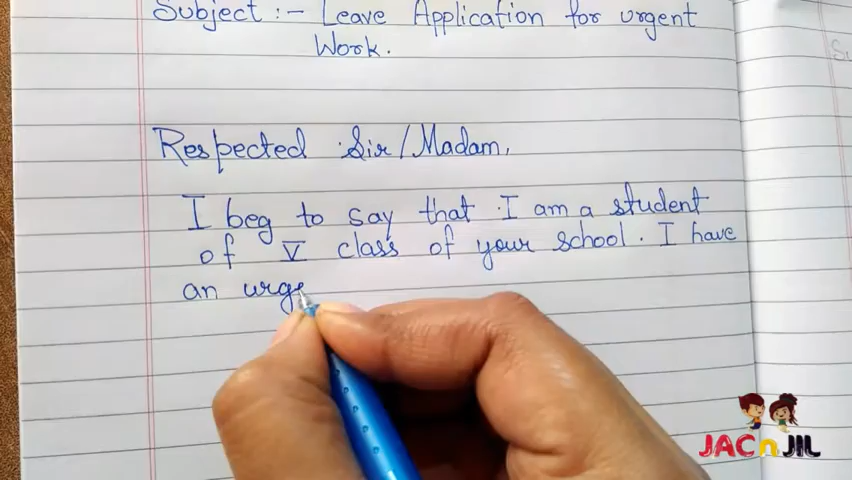 Subject :- Leave Application for urgent
Work.
Respected Sir/Madam,
I beg to say that I am a student
of V class of your school. I have
an urge
JACnJIL